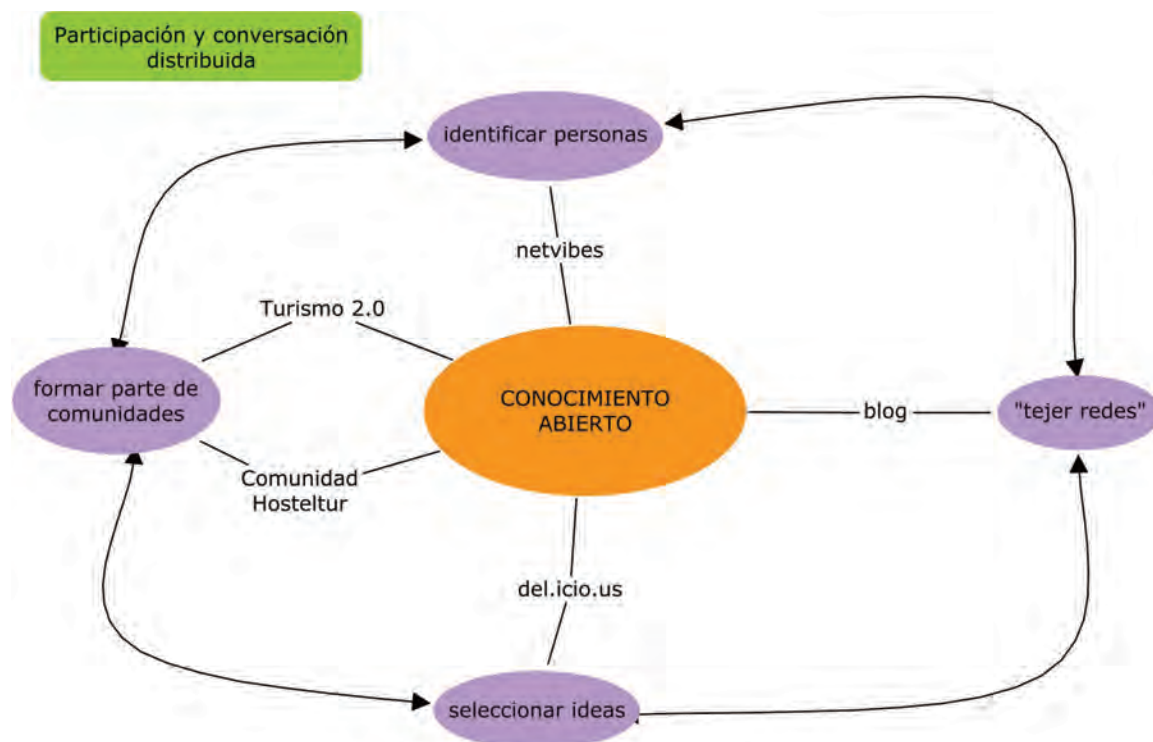 Participación y conversación
distribuida
identificar personas
netvibes
Turismo 2.0
formar parte de
comunidades
CONOCIMIENTO
ABIERTO
blog
"tejer redes"
Comunidad
Hosteltur
del.icio.us
seleccionar ideas